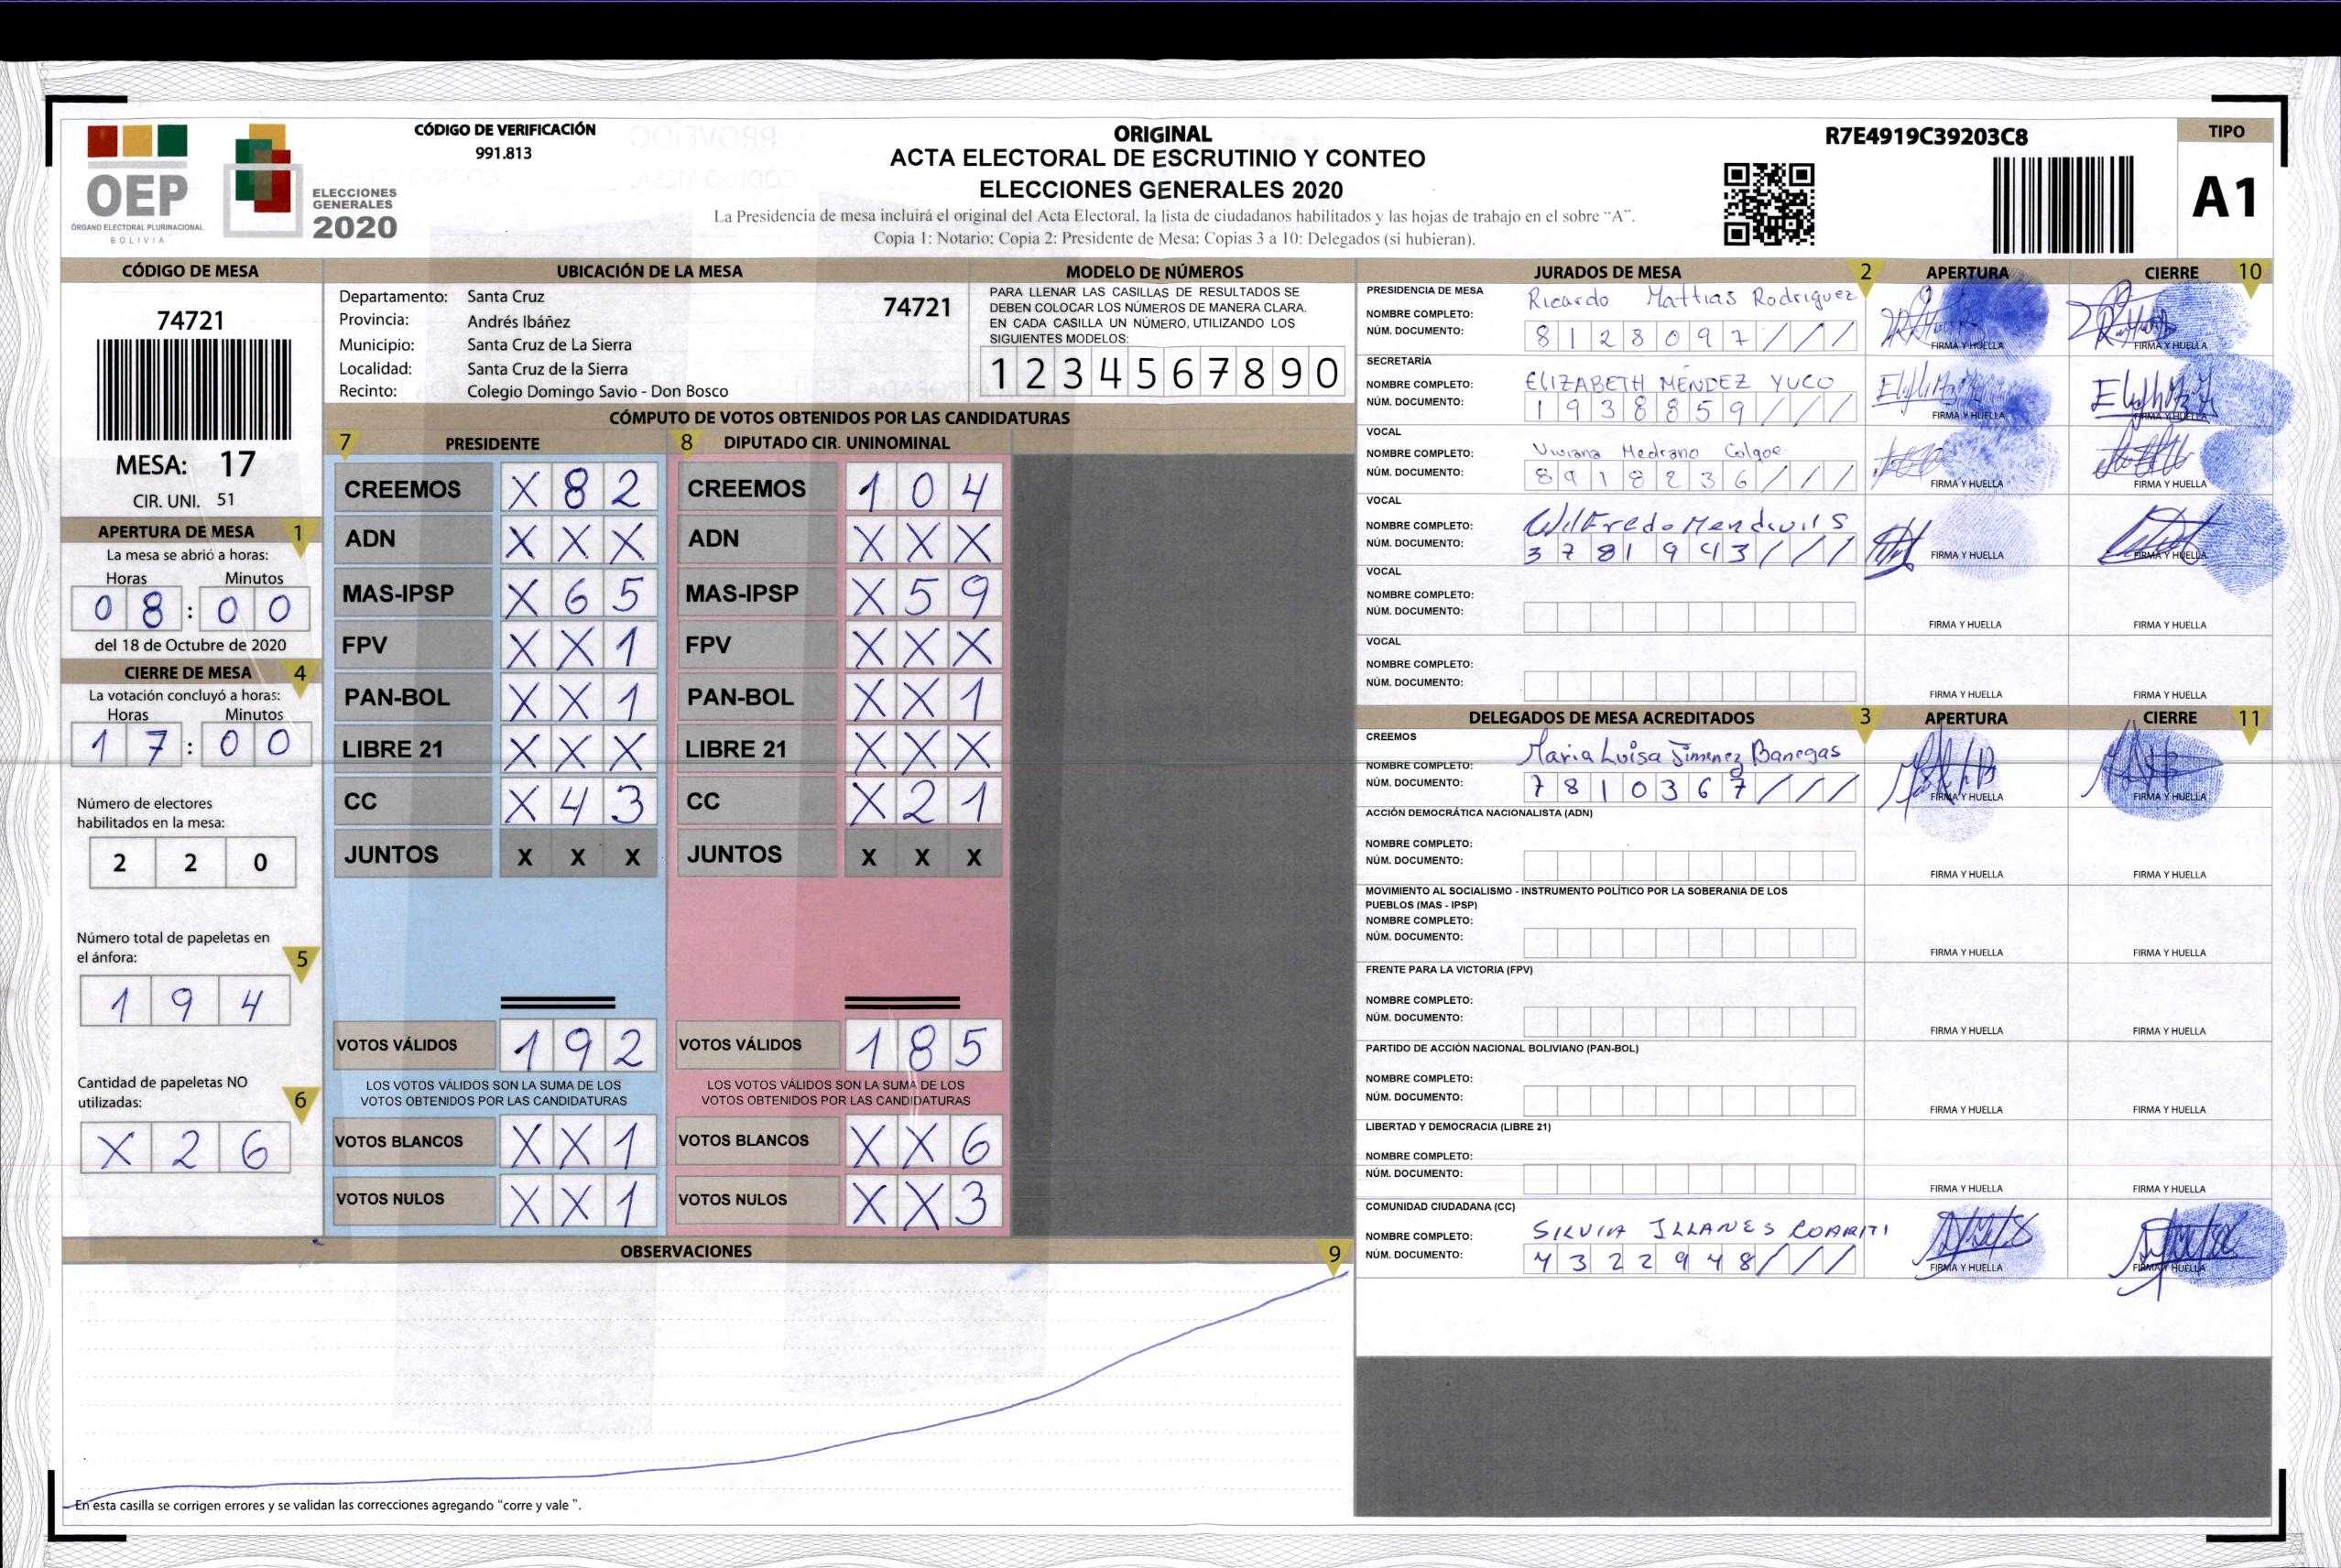 CÓDIGO DE VERIFICACIÓN
991.813
OEP
ÓRGANO ELECTORAL PLURINACIONAL
BOLIVIA
ELECCIONES
GENERALES
2020
ORIGINAL
ACTA ELECTORAL DE ESCRUTINIO Y CONTEO
ELECCIONES GENERALES 2020
La Presidencia de mesa incluirá el original del Acta Electoral, la lista de ciudadanos habilitados y las hojas de trabajo en el sobre “A”.
Copia 1: Notario; Copia 2: Presidente de Mesa; Copias 3 a 10: Delegados (si hubieran).
R7E4919C39203C8
TIPO
A1
CÓDIGO DE MESA
74721
MESA: 17
CIR. UNI. 51
APERTURA DE MESA 1
La mesa se abrió a horas:
Horas Minutos
08:00
del 18 de Octubre de 2020
CIERRE DE MESA 4
La votación concluyó a horas:
Horas Minutos
17:00
Número de electores
habilitados en la mesa:
2 2 0
Número total de papeletas en
el ánfora: 5
1 9 4
Cantidad de papeletas NO
utilizadas: 6
X 2 6
UBICACIÓN DE LA MESA
Departamento: Santa Cruz 74721
Provincia: Andrés Ibáñez
Municipio: Santa Cruz de La Sierra
Localidad: Santa Cruz de la Sierra
Recinto: Colegio Domingo Savio - Don Bosco
MODELO DE NÚMEROS
PARA LLENAR LAS CASILLAS DE RESULTADOS SE
DEBEN COLOCAR LOS NÚMEROS DE MANERA CLARA.
EN CADA CASILLA UN NÚMERO, UTILIZANDO LOS
SIGUIENTES MODELOS:
1 2 3 4 5 6 7 8 9 0
CÓMPUTO DE VOTOS OBTENIDOS POR LAS CANDIDATURAS
7 PRESIDENTE 8 DIPUTADO CIR. UNINOMINAL
CREEMOS X 8 2 CREEMOS 1 0 4
ADN X X X ADN X X X
MAS-IPSP X 6 5 MAS-IPSP X 5 9
FPV X X 1 FPV X X X
PAN-BOL X X 1 PAN-BOL X X 1
LIBRE 21 X X X LIBRE 21 X X X
CC X 4 3 CC X 2 1
JUNTOS X X X JUNTOS X X X
VOTOS VÁLIDOS 1 9 2 VOTOS VÁLIDOS 1 8 5
LOS VOTOS VÁLIDOS SON LA SUMA DE LOS LOS VOTOS VÁLIDOS SON LA SUMA DE LOS
VOTOS OBTENIDOS POR LAS CANDIDATURAS VOTOS OBTENIDOS POR LAS CANDIDATURAS
VOTOS BLANCOS X X 1 VOTOS BLANCOS X X 6
VOTOS NULOS X X 1 VOTOS NULOS X X 3
OBSERVACIONES 9
En esta casilla se corrigen errores y se validan las correcciones agregando “corre y vale ”.
JURADOS DE MESA 2 APERTURA CIERRE 10
PRESIDENCIA DE MESA
NOMBRE COMPLETO: Ricardo Mattias Rodriguez
NÚM. DOCUMENTO: 8128097/// FIRMA Y HUELLA FIRMA Y HUELLA
SECRETARÍA
NOMBRE COMPLETO: ELIZABETH MÉNDEZ YUCO
NÚM. DOCUMENTO: 1938859/// FIRMA Y HUELLA FIRMA Y HUELLA
VOCAL
NOMBRE COMPLETO: Viviana Medrano Colque
NÚM. DOCUMENTO: 8918236/// FIRMA Y HUELLA FIRMA Y HUELLA
VOCAL
NOMBRE COMPLETO: Wilfredo Mendivil S
NÚM. DOCUMENTO: 3781943/// FIRMA Y HUELLA FIRMA Y HUELLA
VOCAL
NOMBRE COMPLETO:
NÚM. DOCUMENTO: FIRMA Y HUELLA FIRMA Y HUELLA
VOCAL
NOMBRE COMPLETO:
NÚM. DOCUMENTO: FIRMA Y HUELLA FIRMA Y HUELLA
DELEGADOS DE MESA ACREDITADOS 3 APERTURA CIERRE 11
CREEMOS
NOMBRE COMPLETO: Maria Luisa Jimenez Banegas
NÚM. DOCUMENTO: 7810367/// FIRMA Y HUELLA FIRMA Y HUELLA
ACCIÓN DEMOCRÁTICA NACIONALISTA (ADN)
NOMBRE COMPLETO:
NÚM. DOCUMENTO: FIRMA Y HUELLA FIRMA Y HUELLA
MOVIMIENTO AL SOCIALISMO - INSTRUMENTO POLÍTICO POR LA SOBERANIA DE LOS
PUEBLOS (MAS - IPSP)
NOMBRE COMPLETO:
NÚM. DOCUMENTO: FIRMA Y HUELLA FIRMA Y HUELLA
FRENTE PARA LA VICTORIA (FPV)
NOMBRE COMPLETO:
NÚM. DOCUMENTO: FIRMA Y HUELLA FIRMA Y HUELLA
PARTIDO DE ACCIÓN NACIONAL BOLIVIANO (PAN-BOL)
NOMBRE COMPLETO:
NÚM. DOCUMENTO: FIRMA Y HUELLA FIRMA Y HUELLA
LIBERTAD Y DEMOCRACIA (LIBRE 21)
NOMBRE COMPLETO:
NÚM. DOCUMENTO: FIRMA Y HUELLA FIRMA Y HUELLA
COMUNIDAD CIUDADANA (CC)
NOMBRE COMPLETO: SILVIA ILLANES COARITI
NÚM. DOCUMENTO: 4322948/// FIRMA Y HUELLA FIRMA Y HUELLA